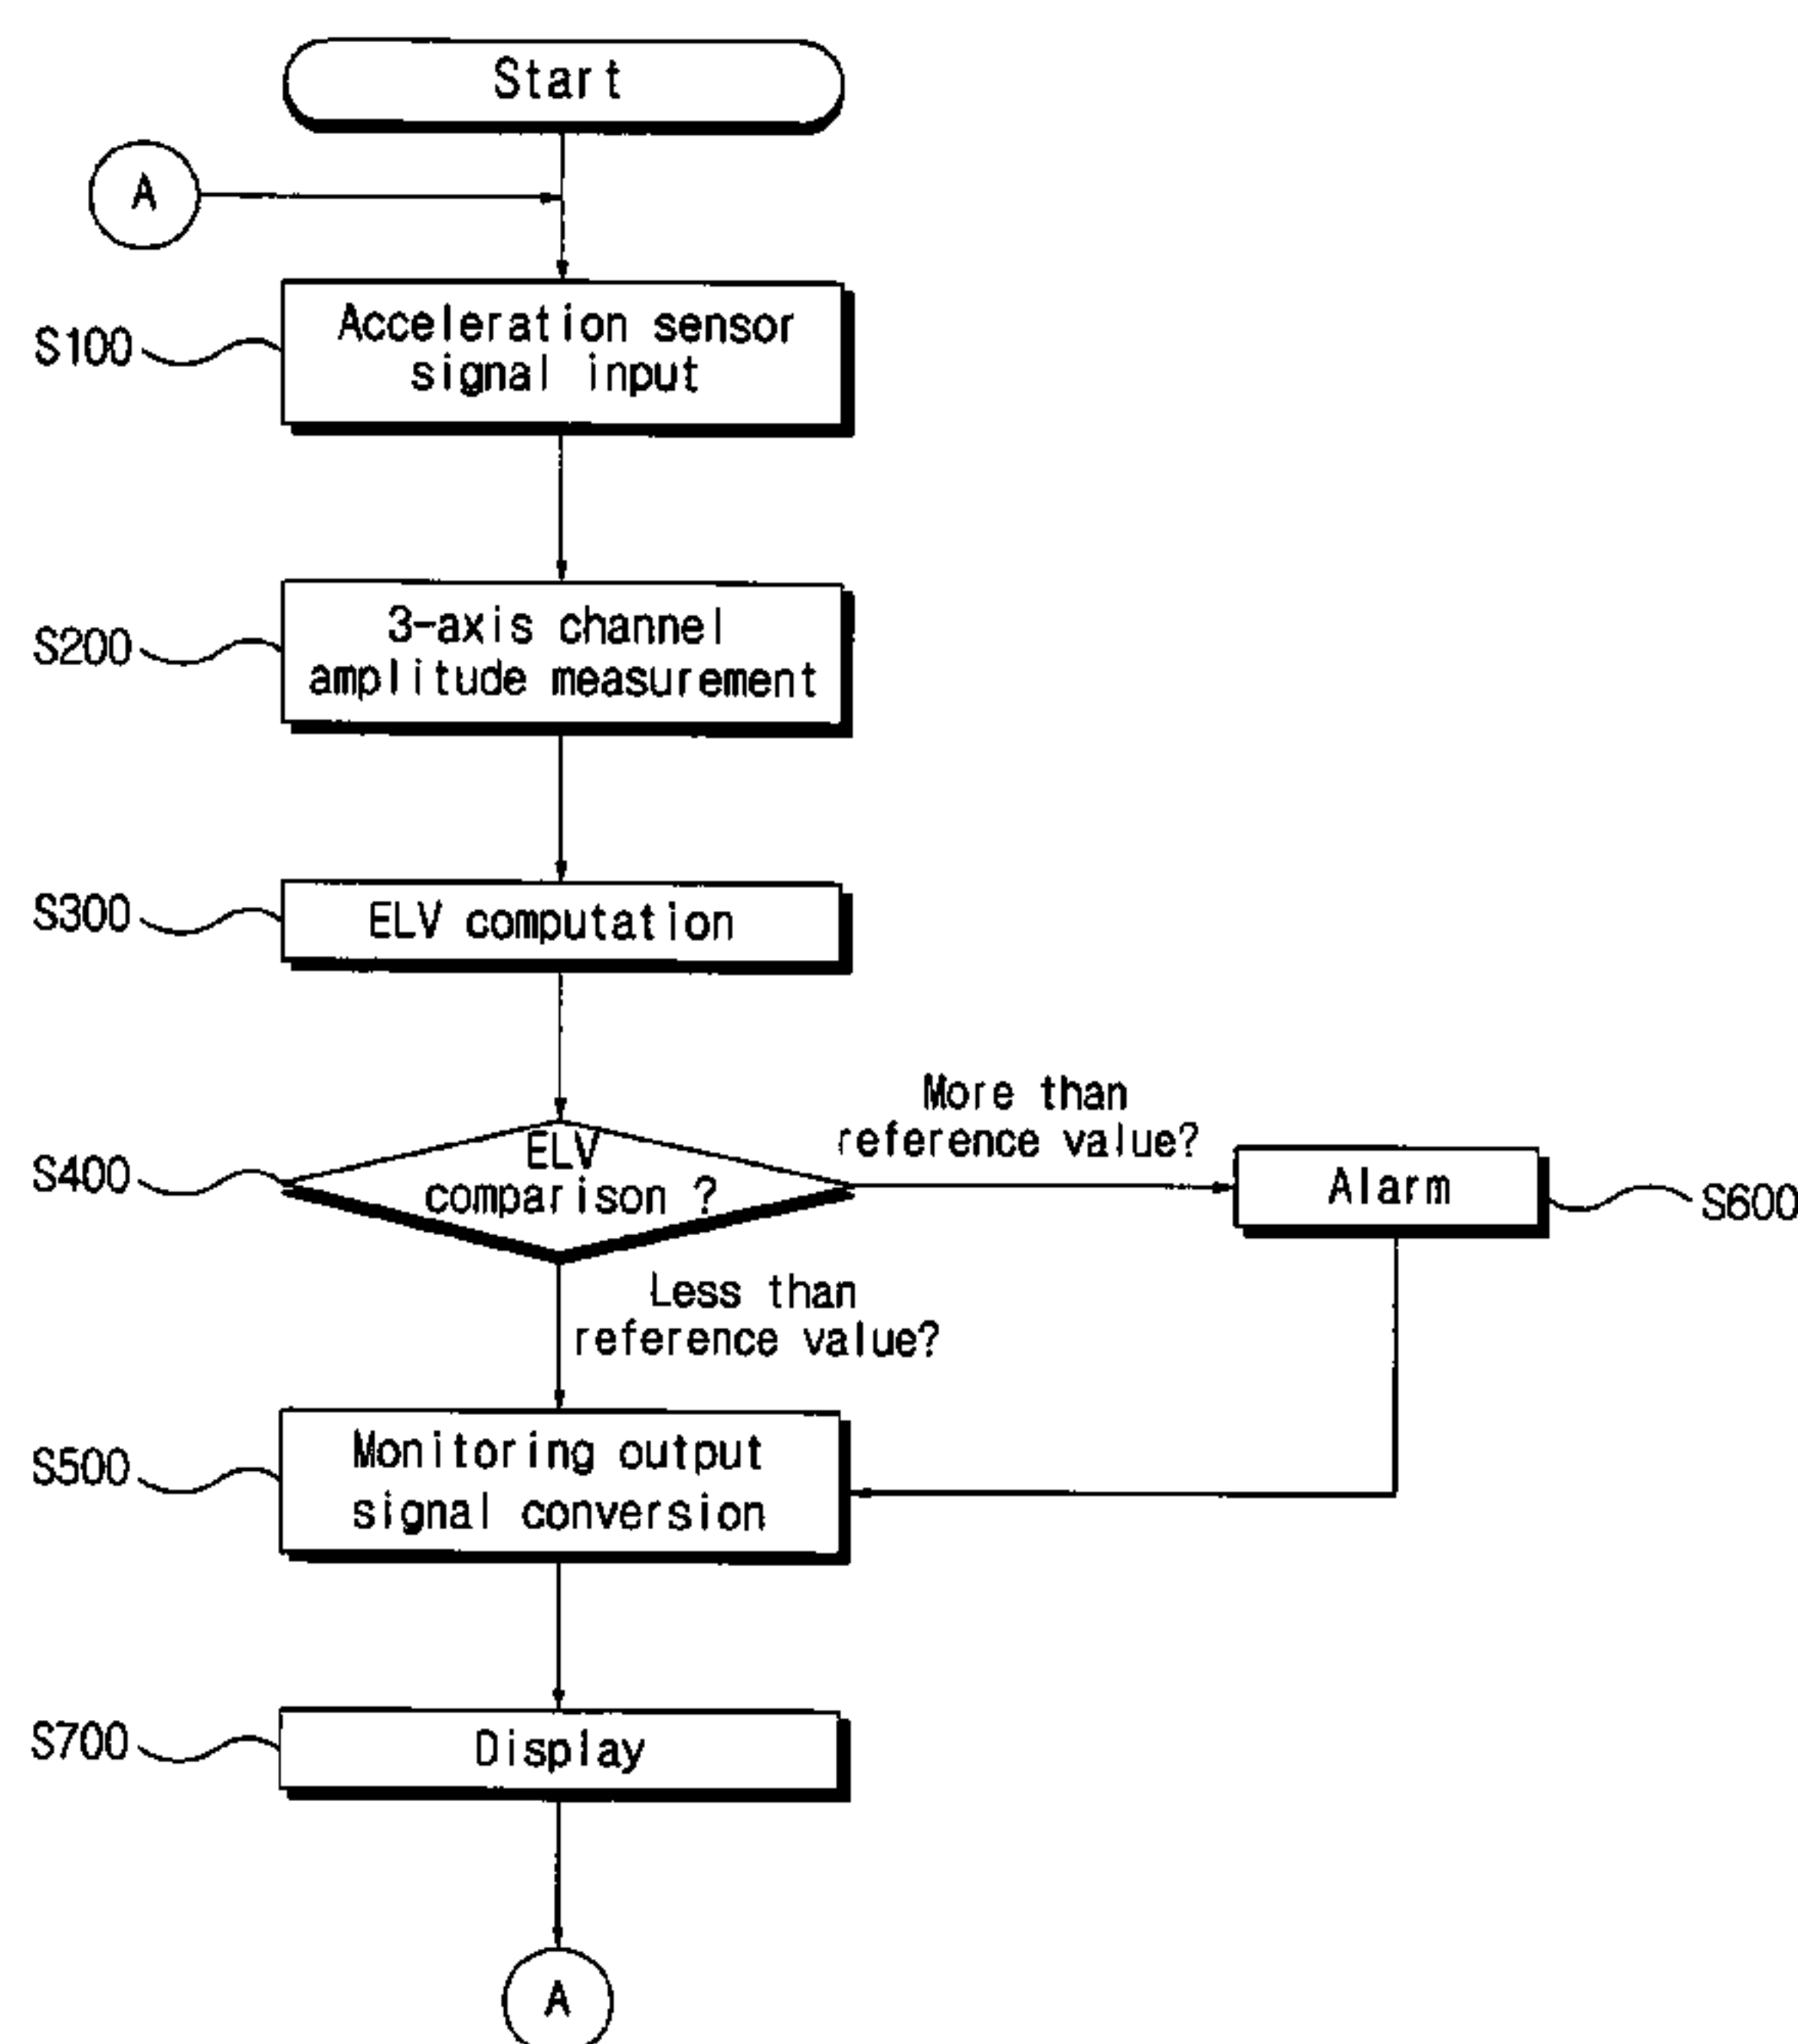 Start
A
S100
Acceleration sensor
signal input
S200
3-axis channel
amplitude measurement
S300
ELV computation
More than
reference value?
S400
ELV
comparison ?
Alarm
S600
Less than
reference value?
S500
Monitoring output
signal conversion
S700
Display
A